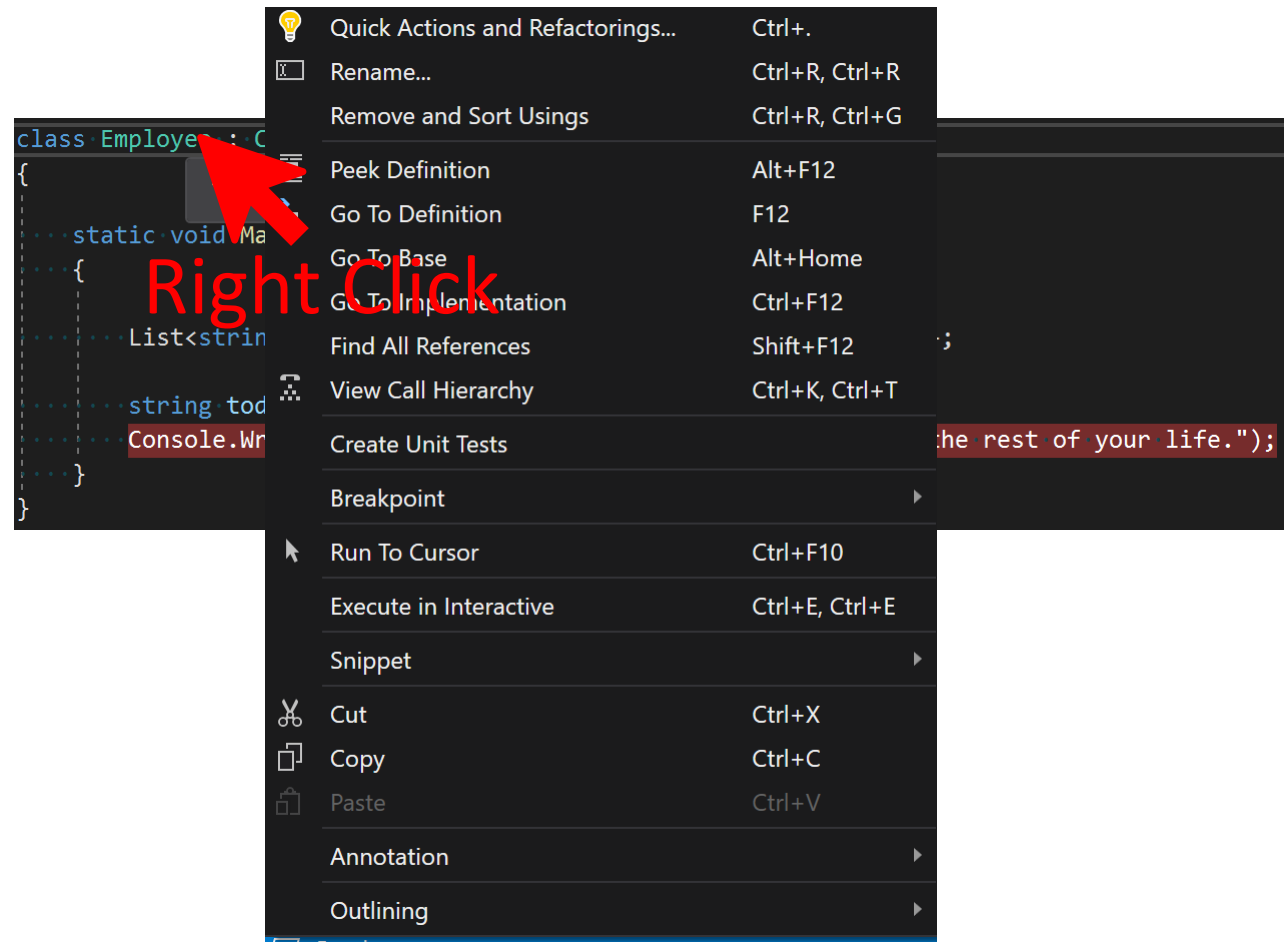 Quick Actions and Refactorings... Ctrl+.
Rename... Ctrl+R, Ctrl+R
Remove and Sort Usings Ctrl+R, Ctrl+G
class Employee :
{
Peek Definition Alt+F12
Go To Definition F12
static void
Go To Base Alt+Home
{
Right Click
Go To Implementation Ctrl+F12
List<
Find All References Shift+F12 ;
View Call Hierarchy Ctrl+K, Ctrl+T
string
Create Unit Tests
Console. the rest of your life.");
}
Breakpoint
}
Run To Cursor Ctrl+F10
Execute in Interactive Ctrl+E, Ctrl+E
Snippet
Cut Ctrl+X
Copy Ctrl+C
Paste Ctrl+V
Annotation
Outlining